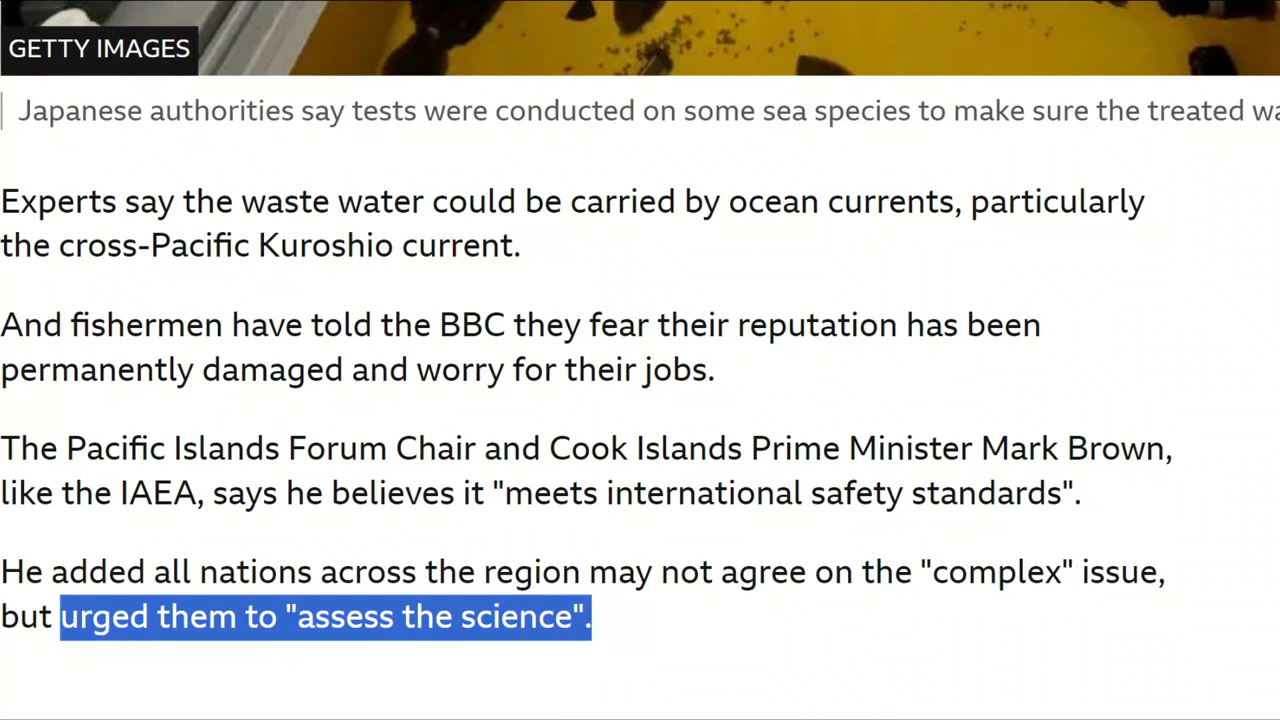 GETTY IMAGES
Japanese authorities say tests were conducted on some sea species to make sure the treated
Experts say the waste water could be carried by ocean currents, particularly
the cross-Pacific Kuroshio current.
And fishermen have told the BBC they fear their reputation has been
permanently damaged and worry for their jobs.
The Pacific Islands Forum Chair and Cook Islands Prime Minister Mark Brown,
like the IAEA, says he believes it "meets international safety standards".
He added all nations across the region may not agree on the "complex" issue,
but urged them to "assess the science".